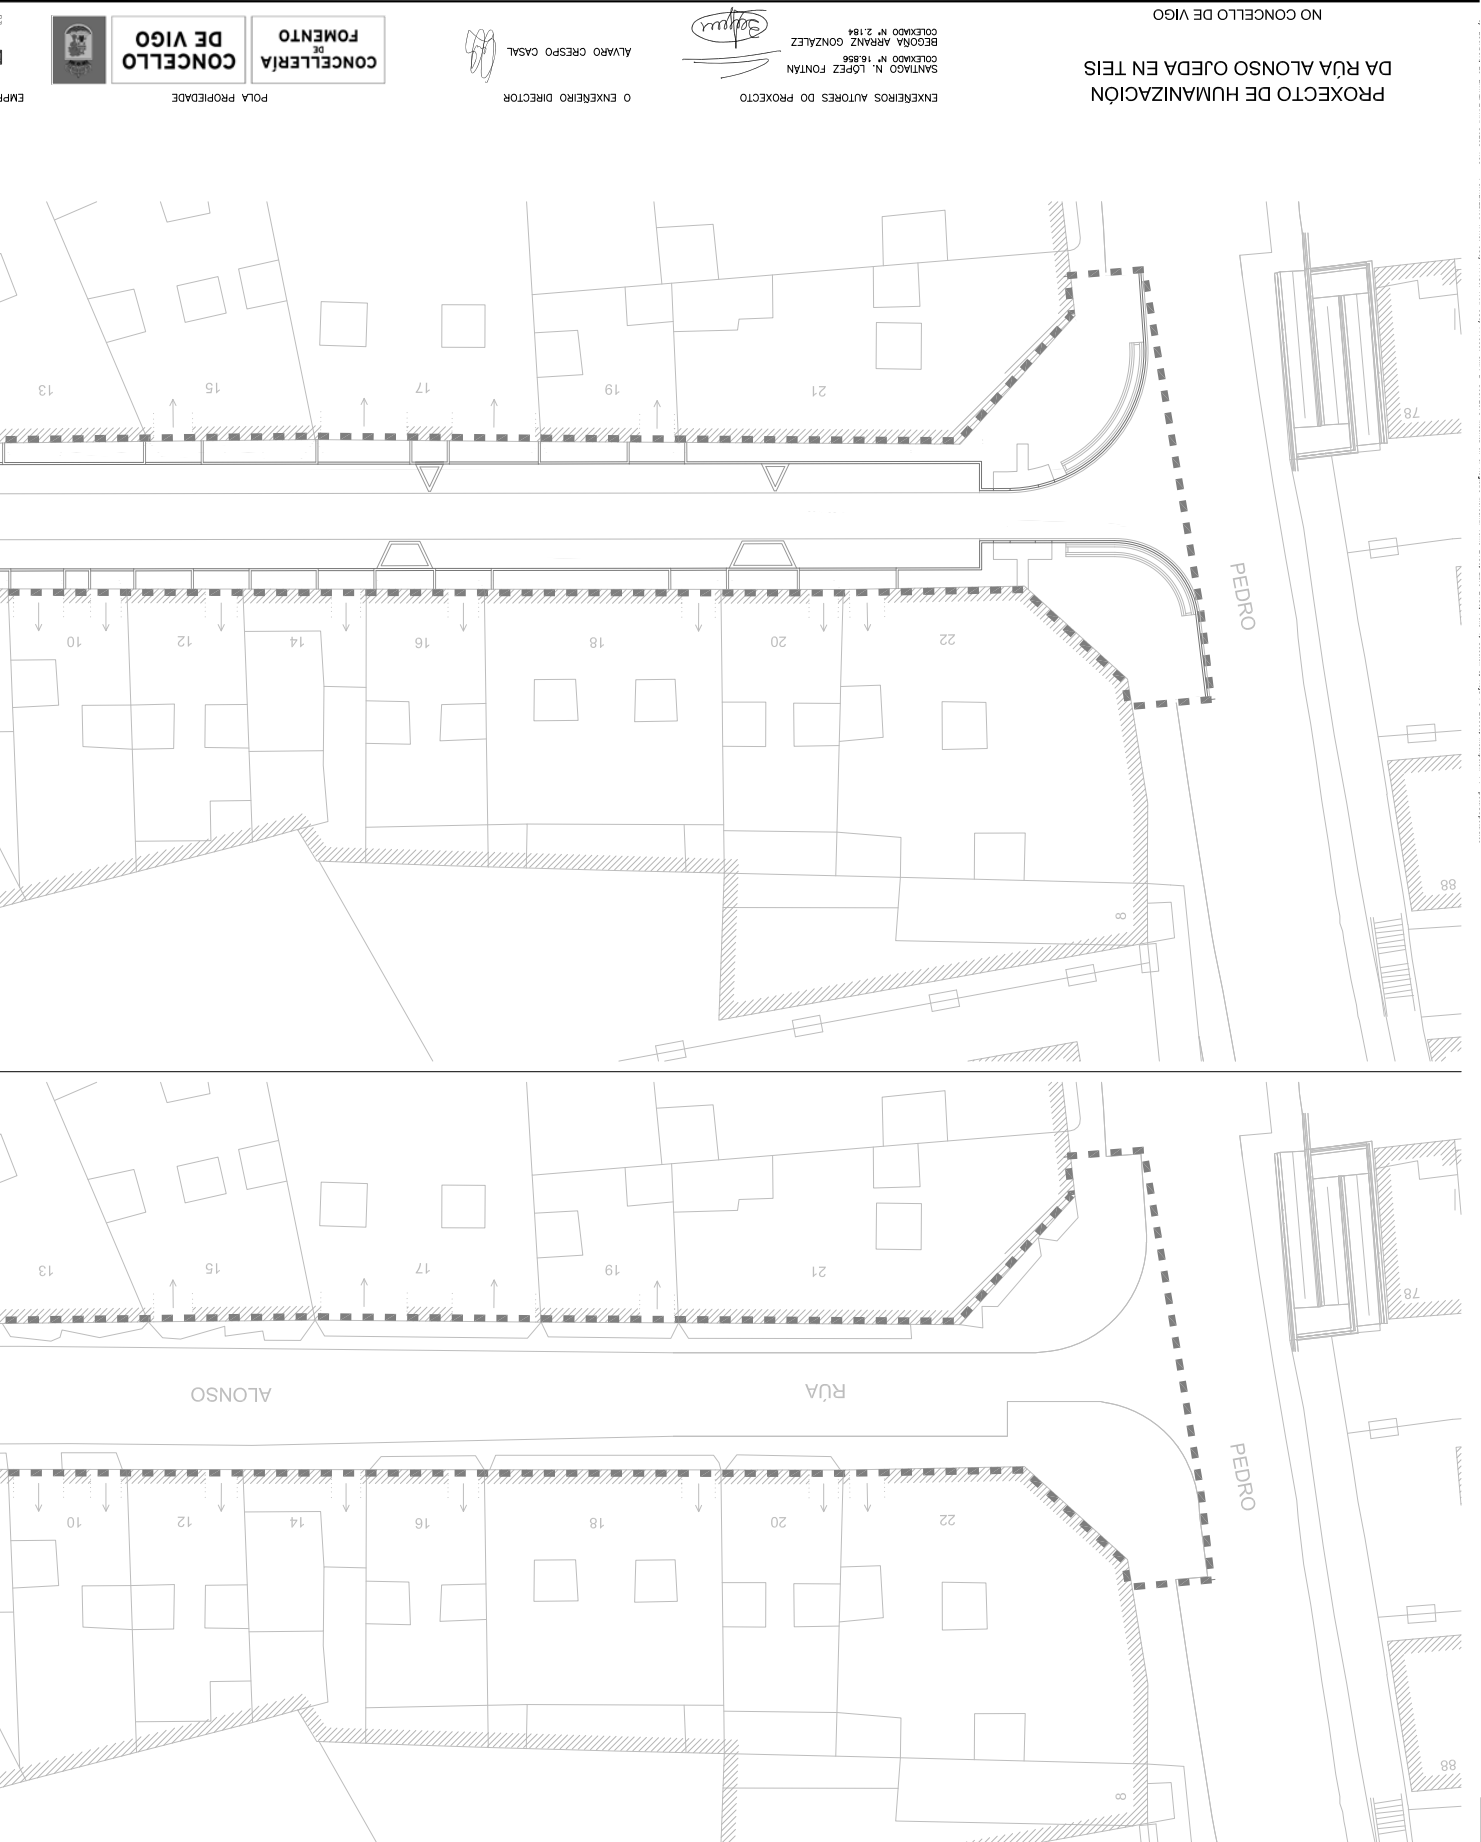 8
88
22 20 18 16 14 12 10
PEDRO
RÚA ALONSO
78
21 19 17 15 13
8
88
22 20 18 16 14 12 10
PEDRO
78
21 19 17 15 13
PROXECTO DE HUMANIZACIÓN
DA RÚA ALONSO OJEDA EN TEIS
NO CONCELLO DE VIGO
ENXEÑEIROS AUTORES DO PROXECTO
SANTIAGO N. LÓPEZ FONTÁN
COLEXIADO Nº 16.856
BEGOÑA ARRANZ GONZÁLEZ
COLEXIADO Nº 2.184
O ENXEÑEIRO DIRECTOR
ALVARO CRESPO CASAL
POLA PROPIEDADE
CONCELLERÍA
DE
FOMENTO
CONCELLO
DE VIGO